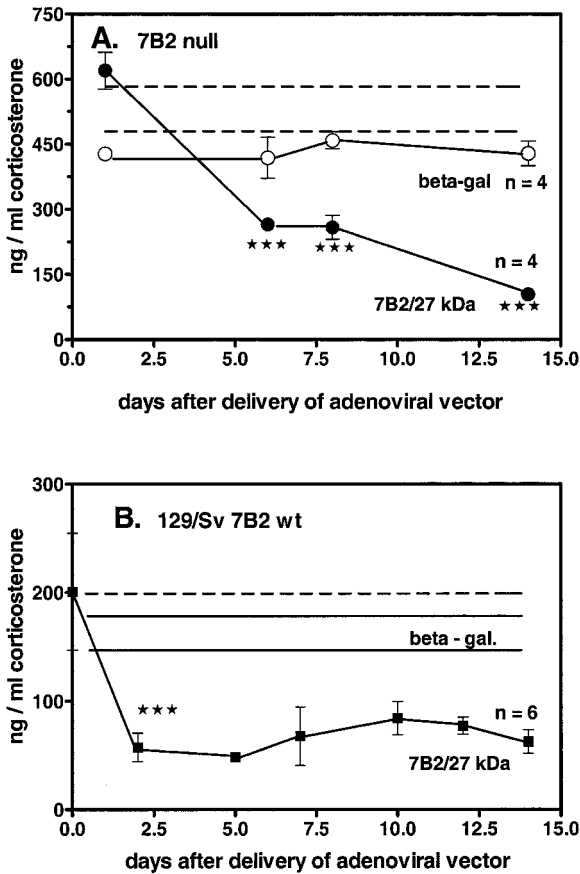 A. 7B2 null
750
600
450
300
150
0
ng / ml corticosterone
beta-gal n = 4
n = 4
7B2/27 kDa
★★★
★★★
★★★
0.0 2.5 5.0 7.5 10.0 12.5 15.0
days after delivery of adenoviral vector
B. 129/Sv 7B2 wt
300
200
100
0
ng / ml corticosterone
beta - gal.
★★★
n = 6
7B2/27 kDa
0.0 2.5 5.0 7.5 10.0 12.5 15.0
days after delivery of adenoviral vector